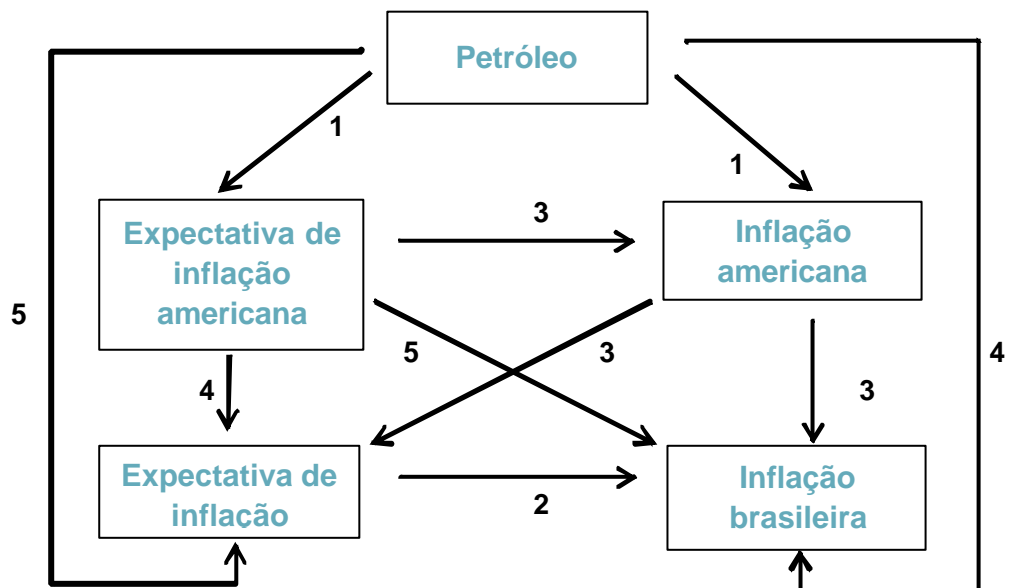 Petróleo
1
1
Expectativa de
inflação
americana
3
Inflação
americana
5
5
3
4
4
3
Expectativa de
inflação
2
Inflação
brasileira